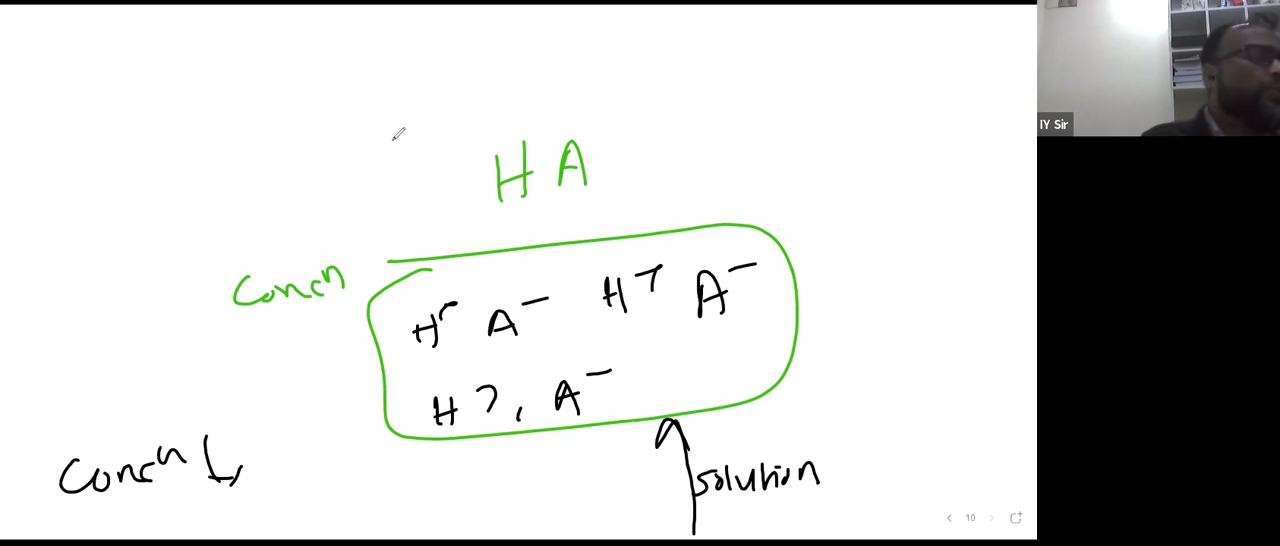 HA
Concn
H⁺ A⁻ H⁺ A⁻
H⁺, A⁻
Concn ↓
solution
IY Sir
10